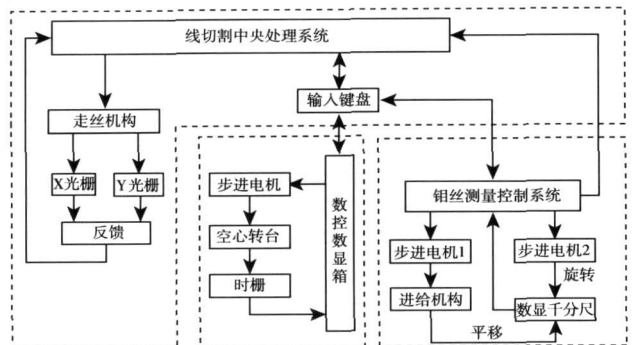 线切割中央处理系统
输入键盘
走丝机构
X光栅
Y光栅
反馈
步进电机
空心转台
时栅
数控数显箱
钼丝测量控制系统
步进电机1
步进电机2
旋转
进给机构
数显千分尺
平移